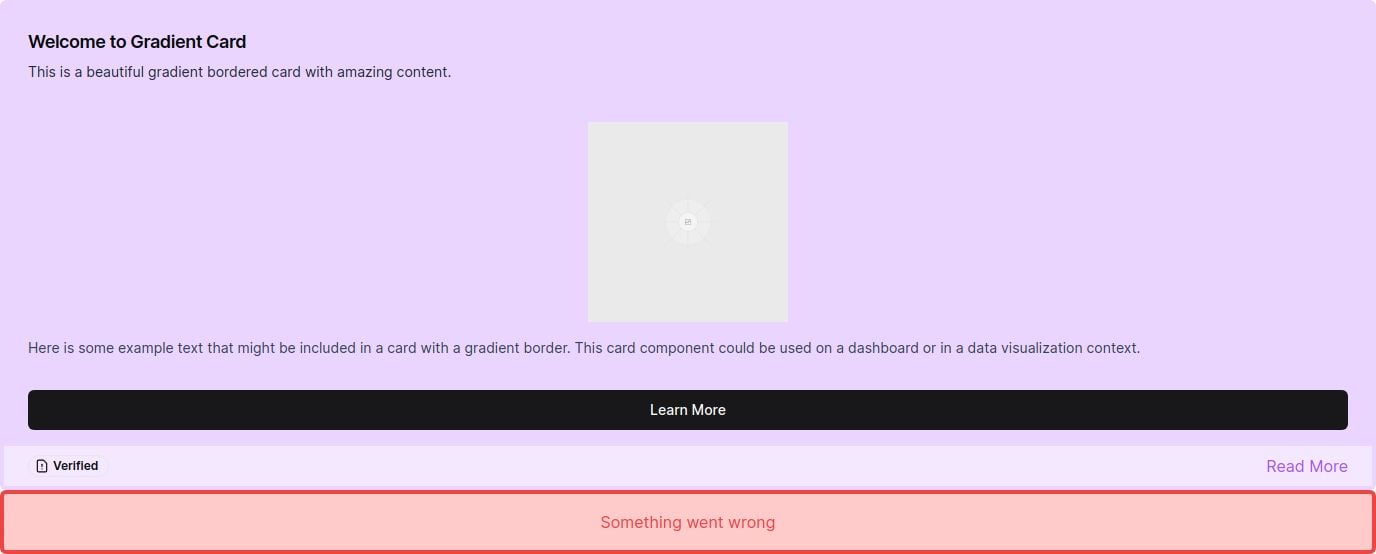 Welcome to Gradient Card
This is a beautiful gradient bordered card with amazing content.
Here is some example text that might be included in a card with a gradient border. This card component could be used on a dashboard or in a data visualization context.
Learn More
Verified
Read More
Something went wrong